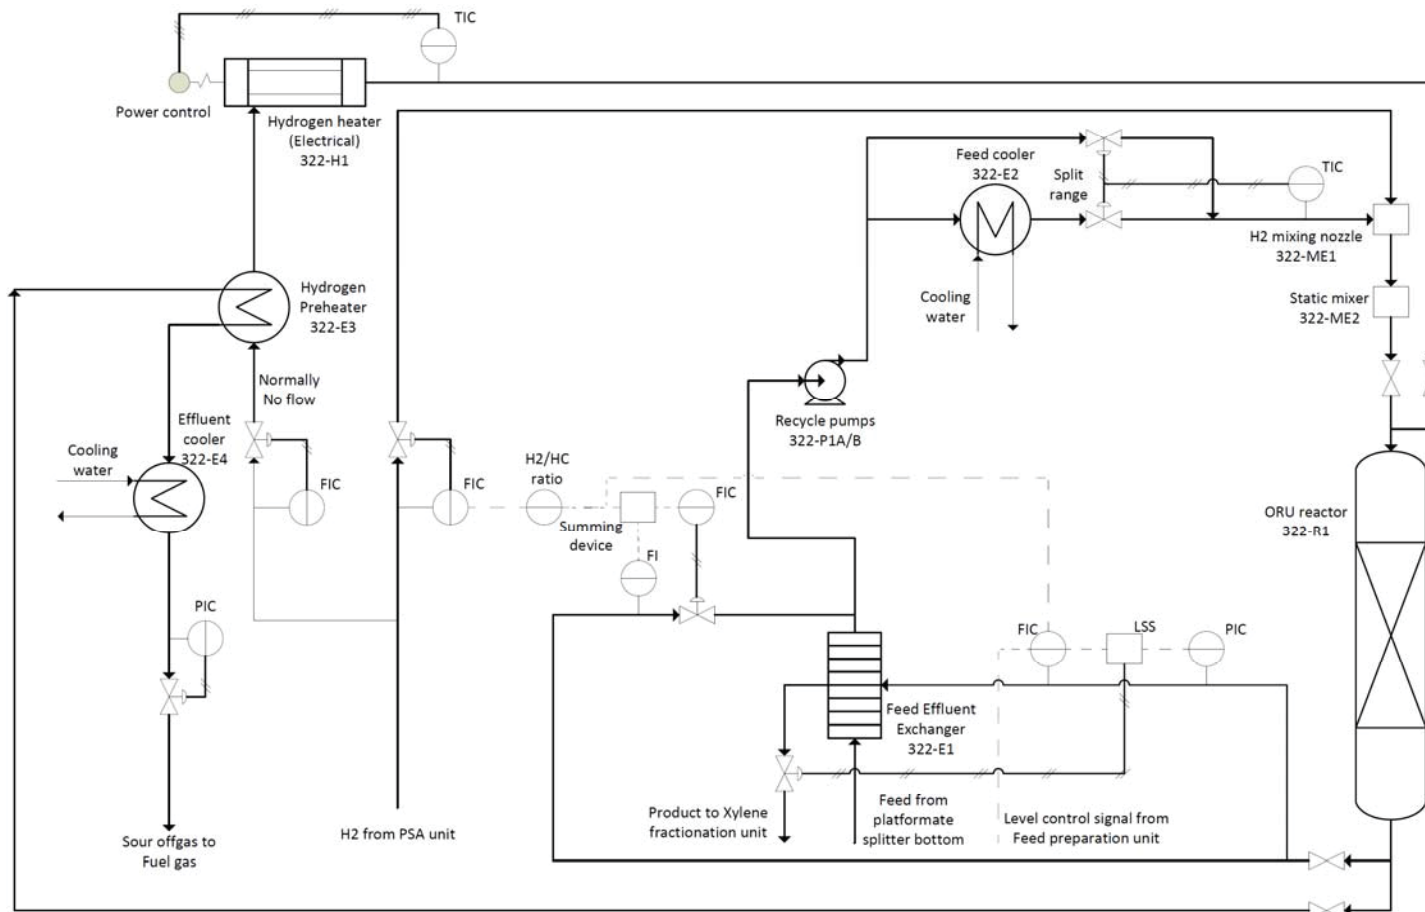 TIC
Power control
Hydrogen heater
(Electrical)
322-H1
Feed cooler
322-E2
Split
range
TIC
H2 mixing nozzle
322-ME1
Hydrogen
Preheater
322-E3
Cooling
water
Static mixer
322-ME2
Normally
No flow
Recycle pumps
322-P1A/B
Effluent
cooler
322-E4
Cooling
water
FIC
FIC
H2/HC
ratio
Summing
device
FIC
FI
ORU reactor
322-R1
PIC
FIC
LSS
PIC
Feed Effluent
Exchanger
322-E1
Product to Xylene
fractionation unit
Feed from
platformate
splitter bottom
Level control signal from
Feed preparation unit
H2 from PSA unit
Sour offgas to
Fuel gas